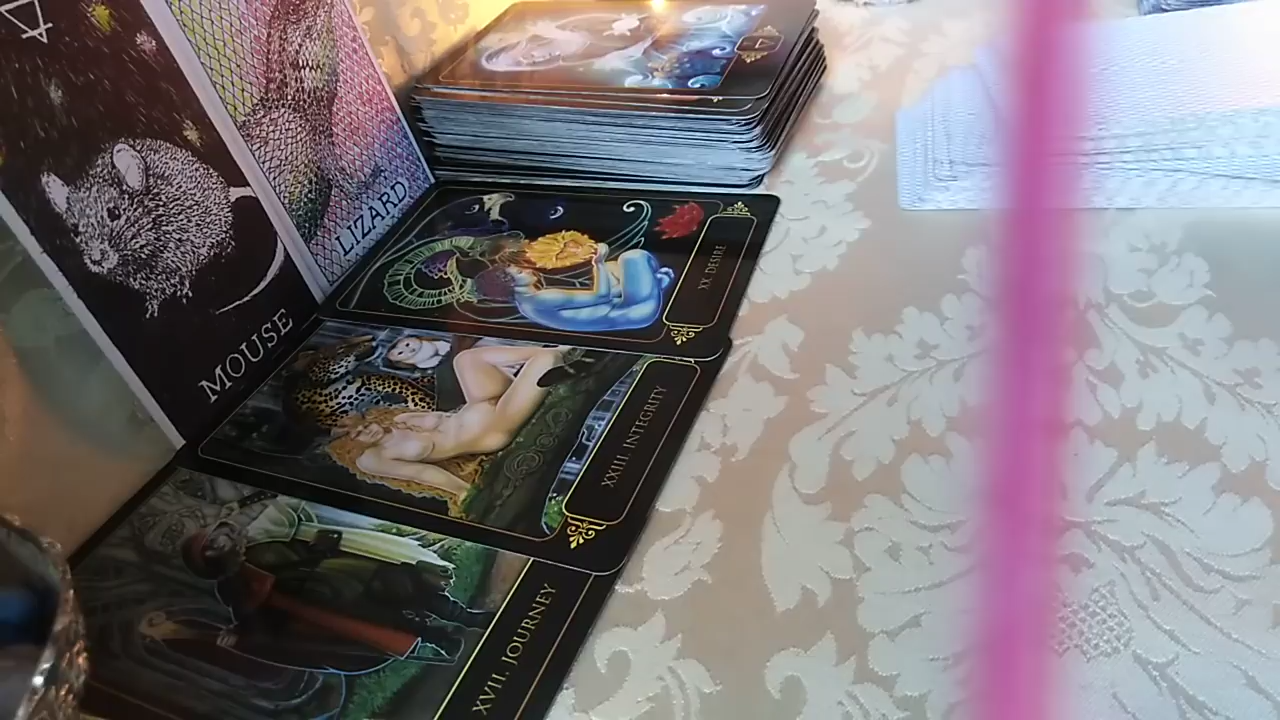 LIZARD
MOUSE
XX. DESIRE
XXIII. INTEGRITY
XVII. JOURNEY